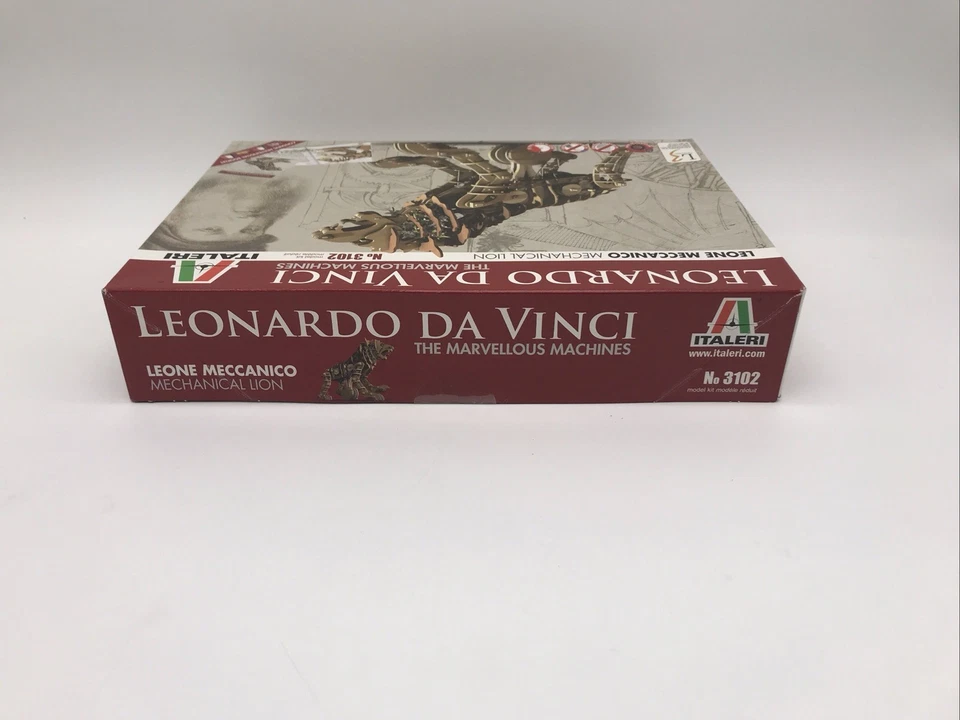 LEONARDO DA VINCI
THE MARVELLOUS MACHINES
LEONE MECCANICO
MECHANICAL LION
ITALERI
www.italeri.com
No 3102
model kit modèle réduit
LEONARDO DA VINCI
THE MARVELLOUS MACHINES
ITALERI
No 3102
LEONE MECCANICO MECHANICAL LION